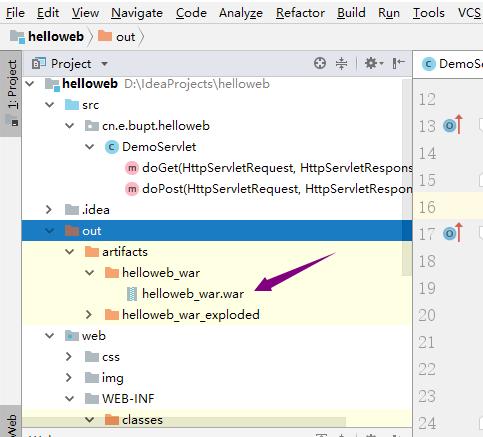 File Edit View Navigate Code Analyze Refactor Build Run Tools VCS
helloweb out
Project DemoSe
1: Project
helloweb D:\IdeaProjects\helloweb
src
cn.e.bupt.helloweb
DemoServlet
doGet(HttpServletRequest, HttpServletRespons
doPost(HttpServletRequest, HttpServletRespon
.idea
out
artifacts
helloweb_war
helloweb_war.war
helloweb_war_exploded
web
css
img
WEB-INF
classes
12
13
14
15
16
17
18
19
20
21
22
23
24
Web